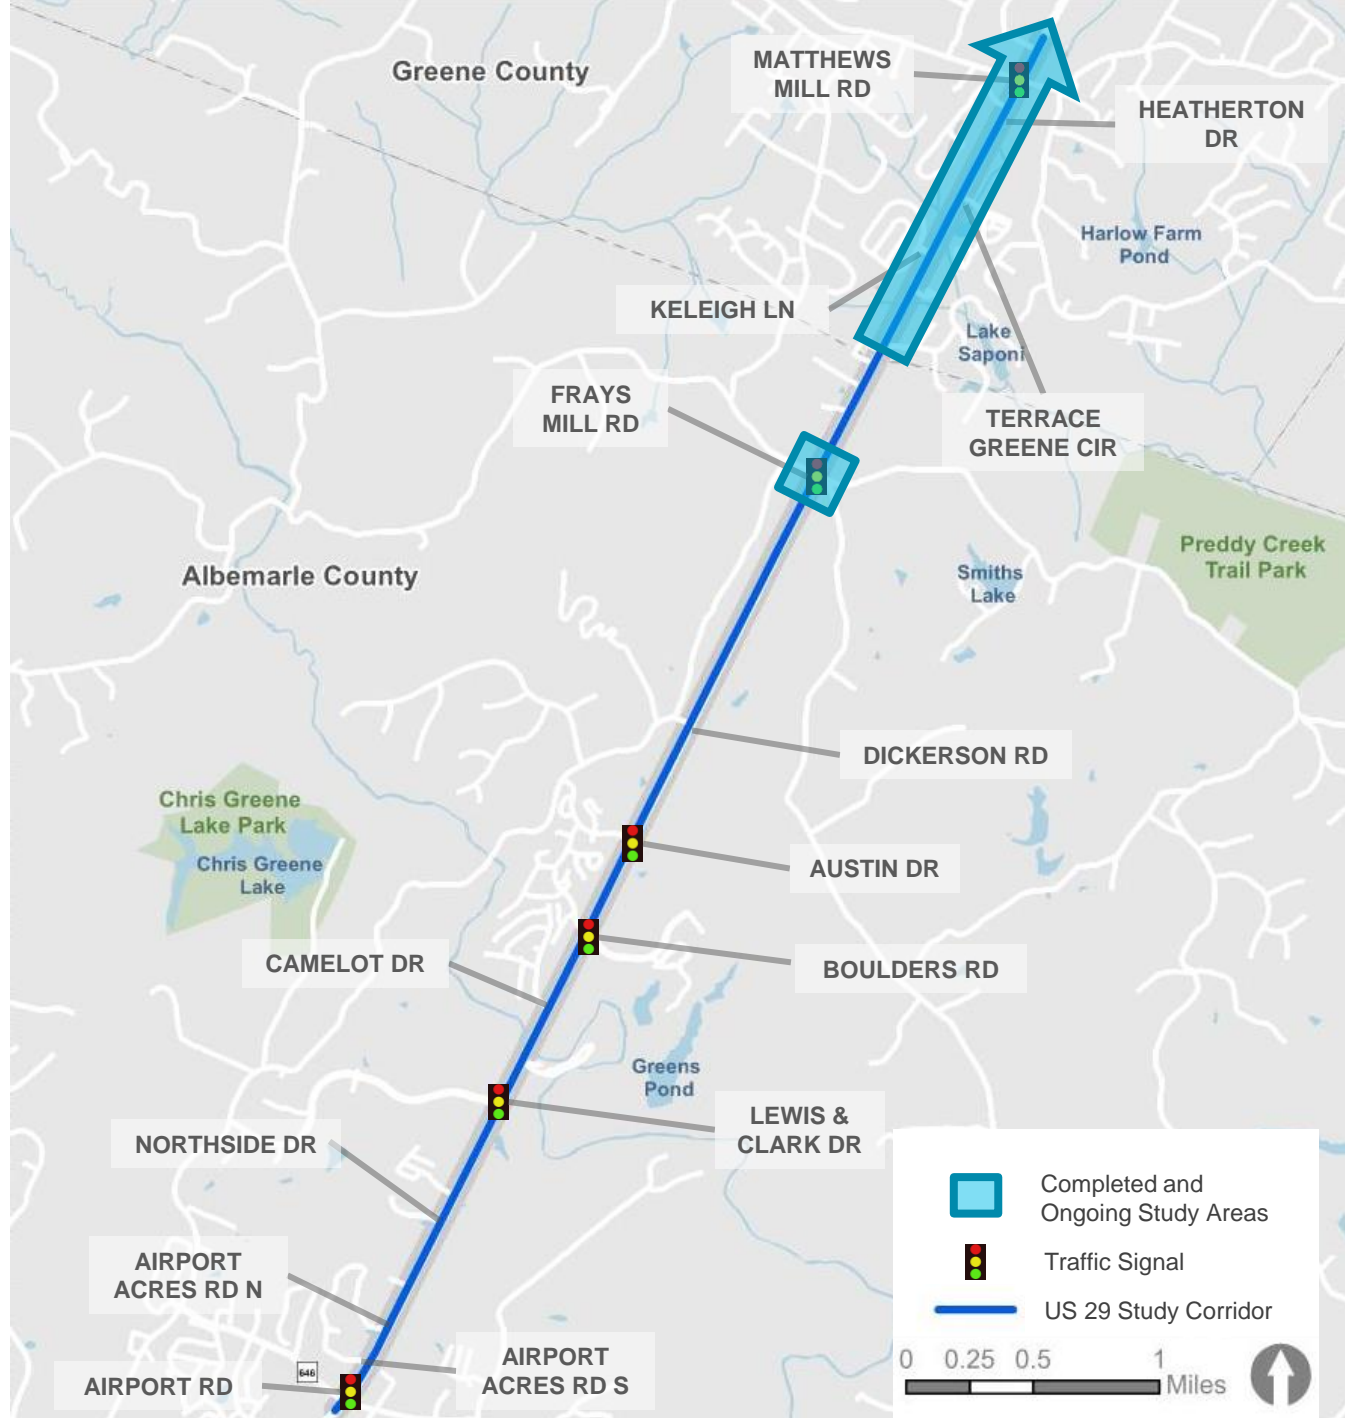 Greene County
MATTHEWS
MILL RD
HEATHERTON
DR
Harlow Farm
Pond
KELEIGH LN
Lake
Saponi
FRAYS
MILL RD
TERRACE
GREENE CIR
Preddy Creek
Trail Park
Albemarle County
Smiths
Lake
DICKERSON RD
Chris Greene
Lake Park
Chris Greene
Lake
AUSTIN DR
CAMELOT DR
BOULDERS RD
Greens
Pond
LEWIS &
CLARK DR
NORTHSIDE DR
AIRPORT
ACRES RD N
AIRPORT
ACRES RD S
646
AIRPORT RD
Completed and
Ongoing Study Areas
Traffic Signal
US 29 Study Corridor
0 0.25 0.5 1
Miles